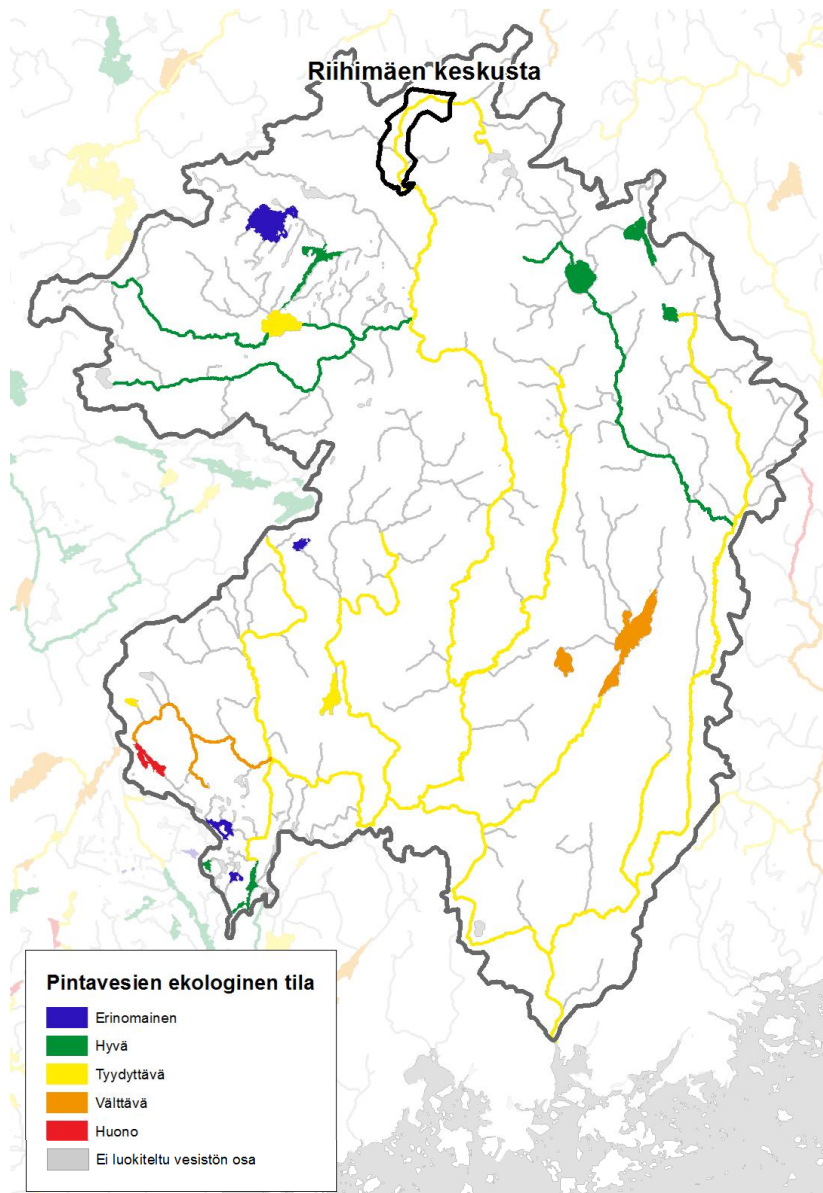 Riihimäen keskusta
Pintavesien ekologinen tila
Erinomainen
Hyvä
Tyydyttävä
Välttävä
Huono
Ei luokiteltu vesistön osa